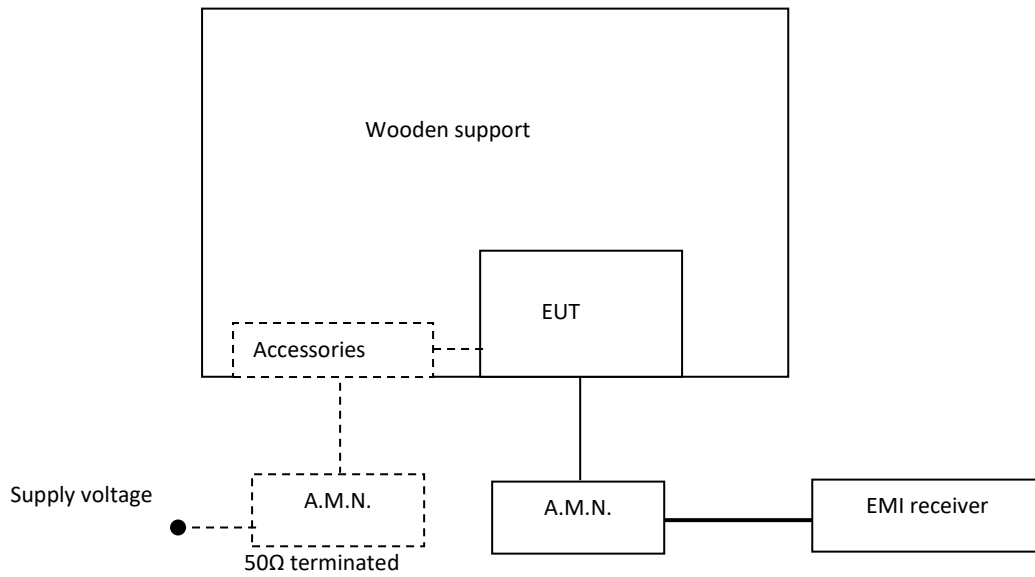 Wooden support
EUT
Accessories
Supply voltage
A.M.N.
A.M.N.
EMI receiver
50Ω terminated